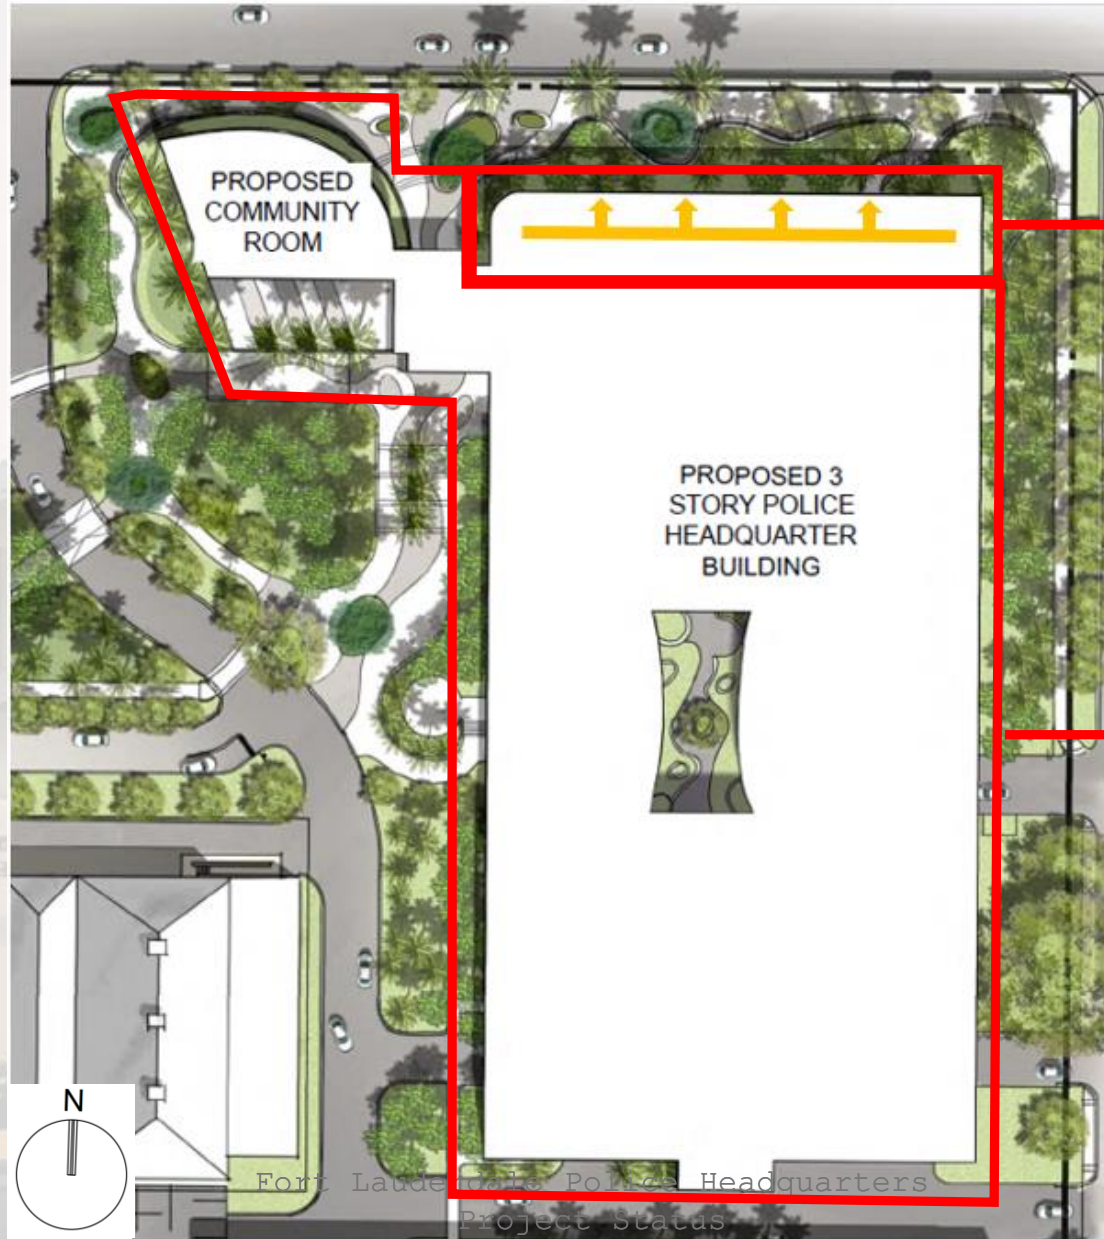 PROPOSED
COMMUNITY
ROOM
PROPOSED 3
STORY POLICE
HEADQUARTER
BUILDING
N
Fort Lauderdale Police Headquarters
Project Status